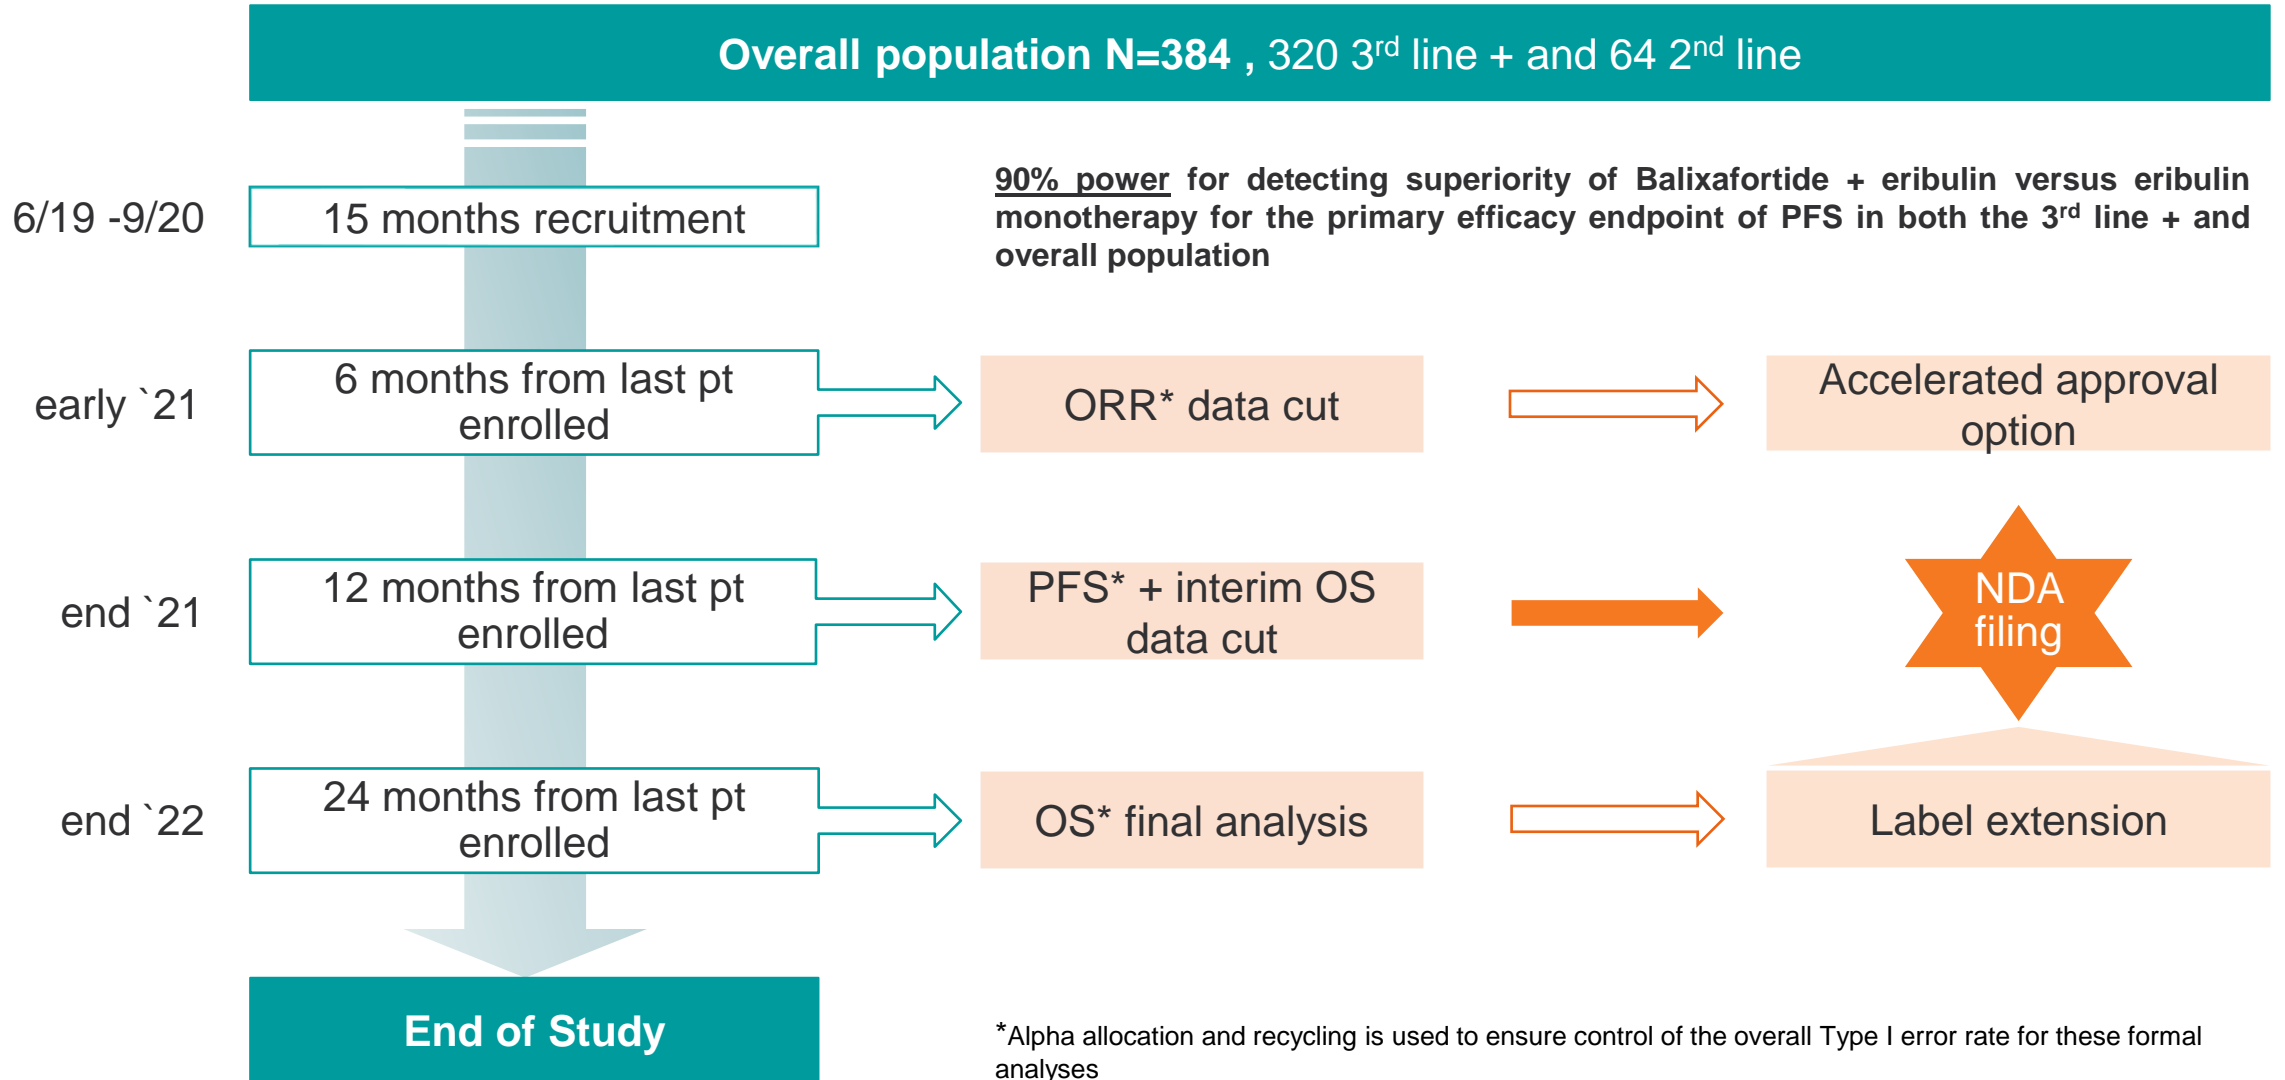 Overall population N=384 , 320 3rd line + and 64 2nd line
6/19 -9/20
15 months recruitment
90% power for detecting superiority of Balixafortide + eribulin versus eribulin
monotherapy for the primary efficacy endpoint of PFS in both the 3rd line + and
overall population
early `21
6 months from last pt
enrolled
ORR* data cut
Accelerated approval
option
end `21
12 months from last pt
enrolled
PFS* + interim OS
data cut
NDA
filing
end `22
24 months from last pt
enrolled
OS* final analysis
Label extension
End of Study
*Alpha allocation and recycling is used to ensure control of the overall Type I error rate for these formal
analyses